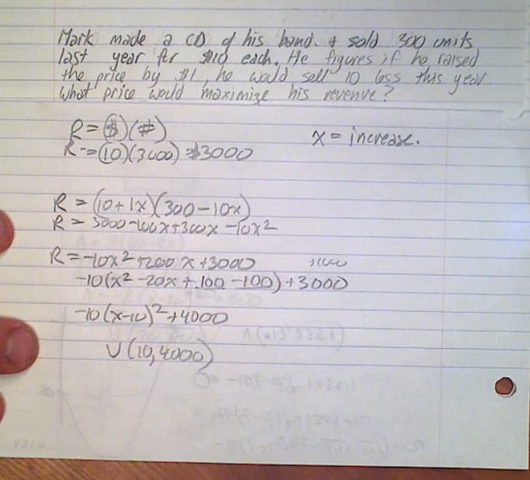 Mark made a CD of his band & sold 300 units
last year for $10 each. He figures if he raised
the price by $1, he would sell 10 less this year.
What price would maximize his revenue?
R = ($)(#)
x = increase.
R = (10)(300) = $3000
R = (10+1x)(300-10x)
R = 3000-100x+300x-10x²
R = -10x²+200x+3000
+1000
-10(x²-20x+100-100)+3000
-10(x-10)²+4000
V(10,4000)